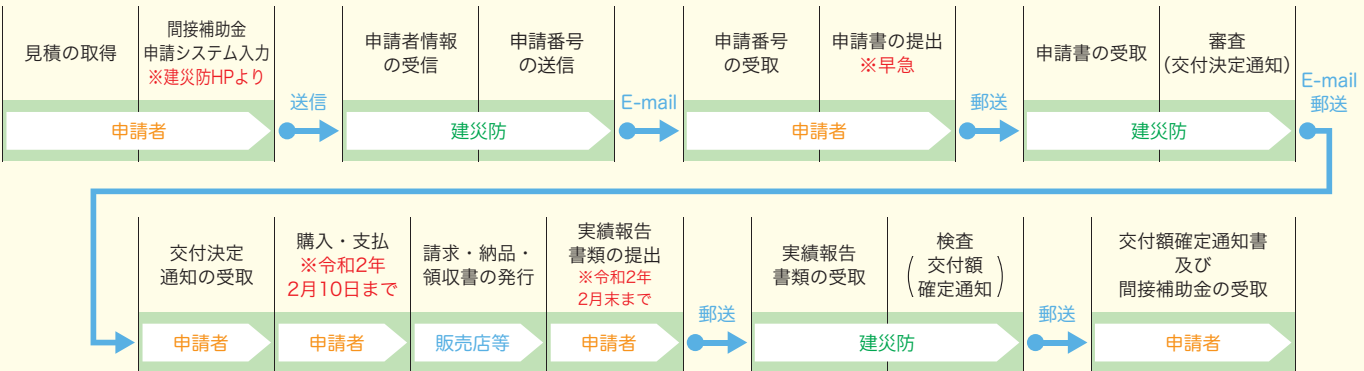 見積の取得
間接補助金
申請システム入力
※建災防HPより
申請者
送信
申請者情報
の受信
申請番号
の送信
建災防
E-mail
申請番号
の受取
申請書の提出
※早急
申請者
郵送
申請書の受取
審査
(交付決定通知)
建災防
E-mail
郵送
交付決定
通知の受取
申請者
購入・支払
※令和2年
2月10日まで
申請者
請求・納品・
領収書の発行
販売店等
実績報告
書類の提出
※令和2年
2月末まで
申請者
郵送
実績報告
書類の受取
検査
(交付額
確定通知)
建災防
郵送
交付額確定通知書
及び
間接補助金の受取
申請者